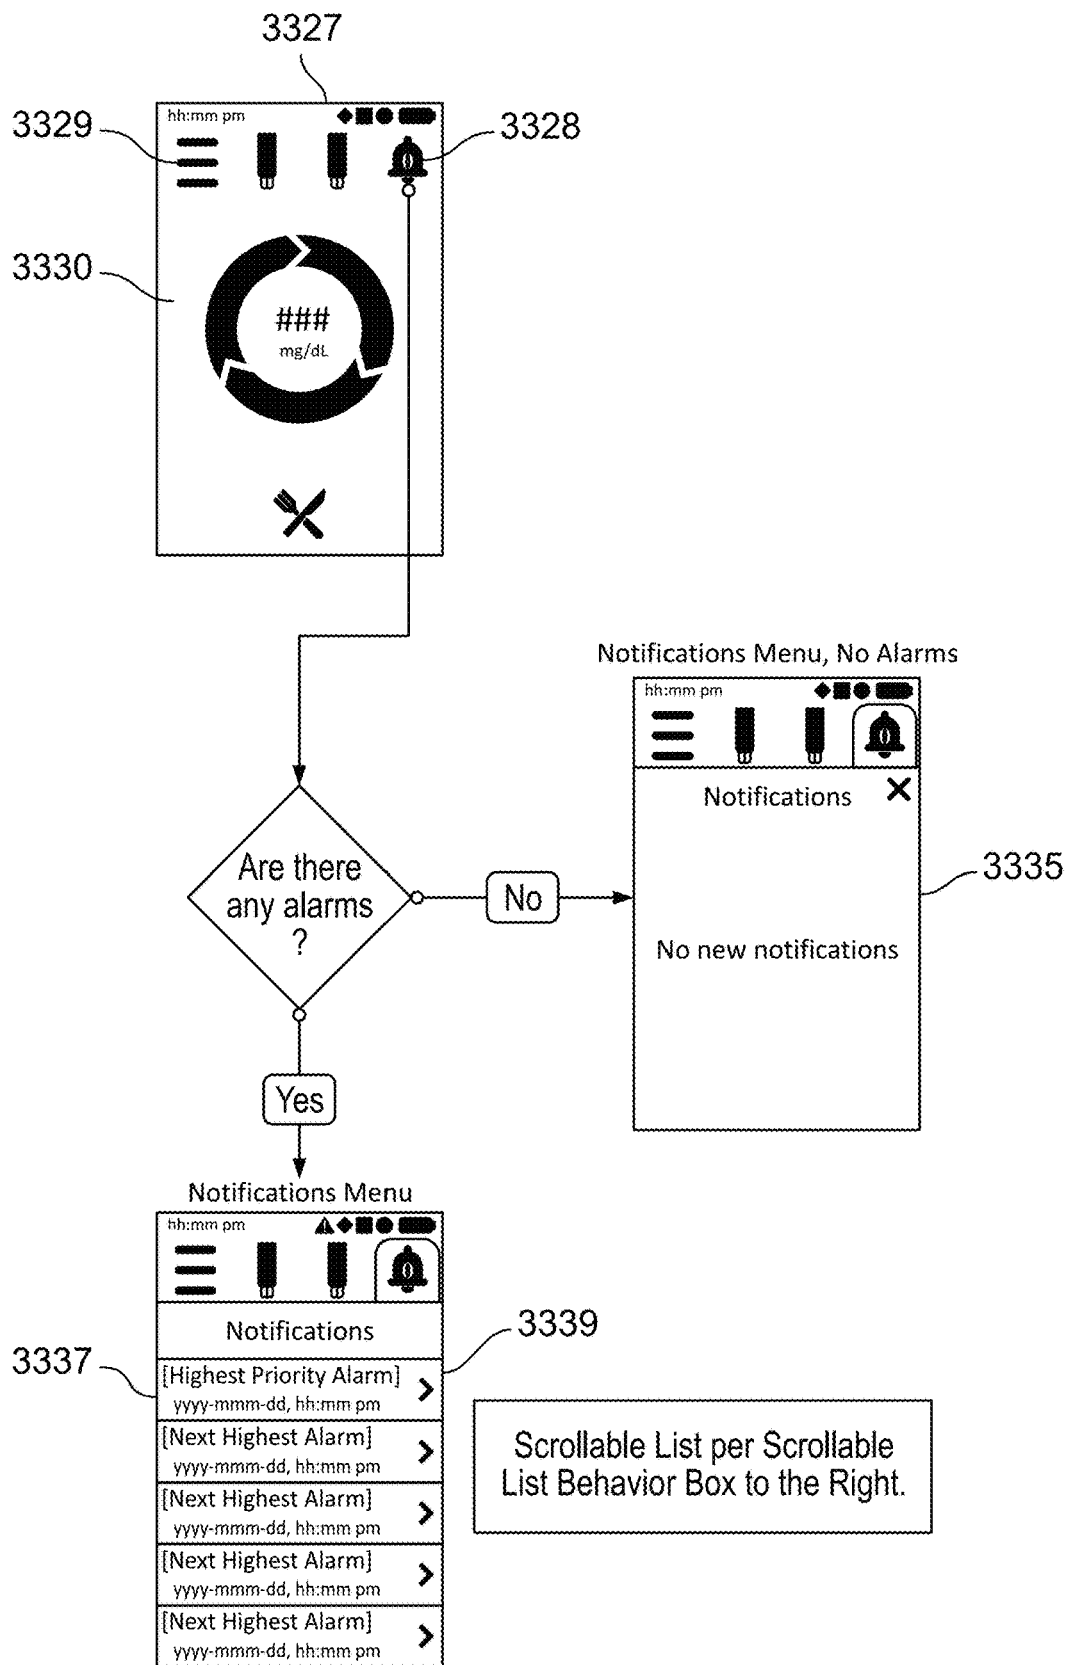 3327
hh:mm pm
3329
3328
0
3330
###
mg/dL
Notifications Menu, No Alarms
hh:mm pm
0
Notifications
3335
Are there
any alarms
?
No
No new notifications
Yes
Notifications Menu
hh:mm pm
0
Notifications
3339
3337
[Highest Priority Alarm]
yyyy-mmm-dd, hh:mm pm
[Next Highest Alarm]
yyyy-mmm-dd, hh:mm pm
[Next Highest Alarm]
yyyy-mmm-dd, hh:mm pm
[Next Highest Alarm]
yyyy-mmm-dd, hh:mm pm
[Next Highest Alarm]
yyyy-mmm-dd, hh:mm pm
Scrollable List per Scrollable
List Behavior Box to the Right.